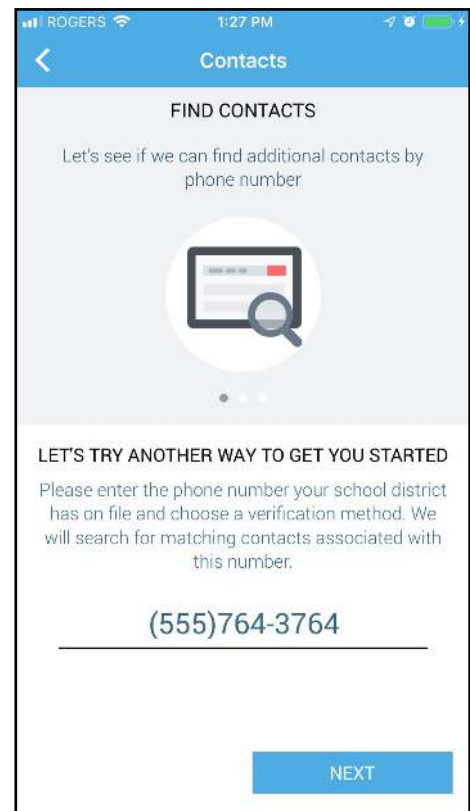 ROGERS 1:27 PM
Contacts
FIND CONTACTS
Let's see if we can find additional contacts by
phone number
LET'S TRY ANOTHER WAY TO GET YOU STARTED
Please enter the phone number your school district
has on file and choose a verification method. We
will search for matching contacts associated with
this number.
(555)764-3764
NEXT